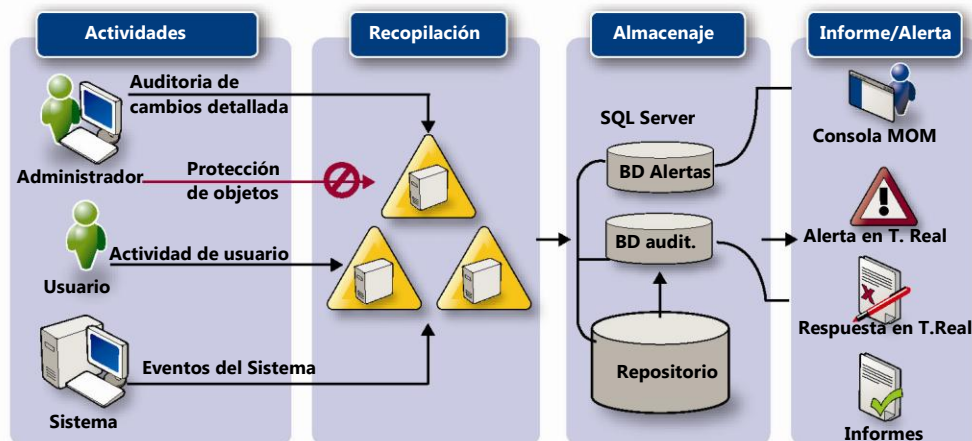 Actividades
Recopilación
Almacenaje
Informe/Alerta
Auditoria de
cambios detallada
Administrador
Protección
de objetos
Actividad de usuario
Usuario
Eventos del Sistema
Sistema
SQL Server
BD Alertas
BD audit.
Repositorio
Consola MOM
Alerta en T. Real
Respuesta en T.Real
Informes